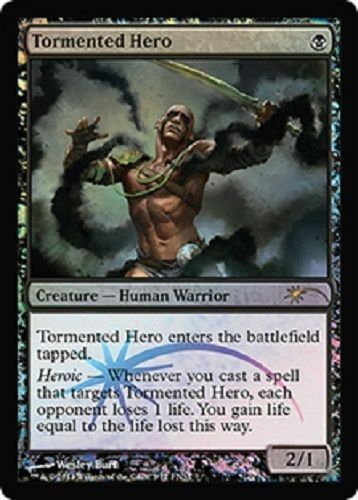 Tormented Hero
Creature — Human Warrior
Tormented Hero enters the battlefield
tapped.
Heroic — Whenever you cast a spell
that targets Tormented Hero, each
opponent loses 1 life. You gain life
equal to the life lost this way.
2/1
Wesley Burt